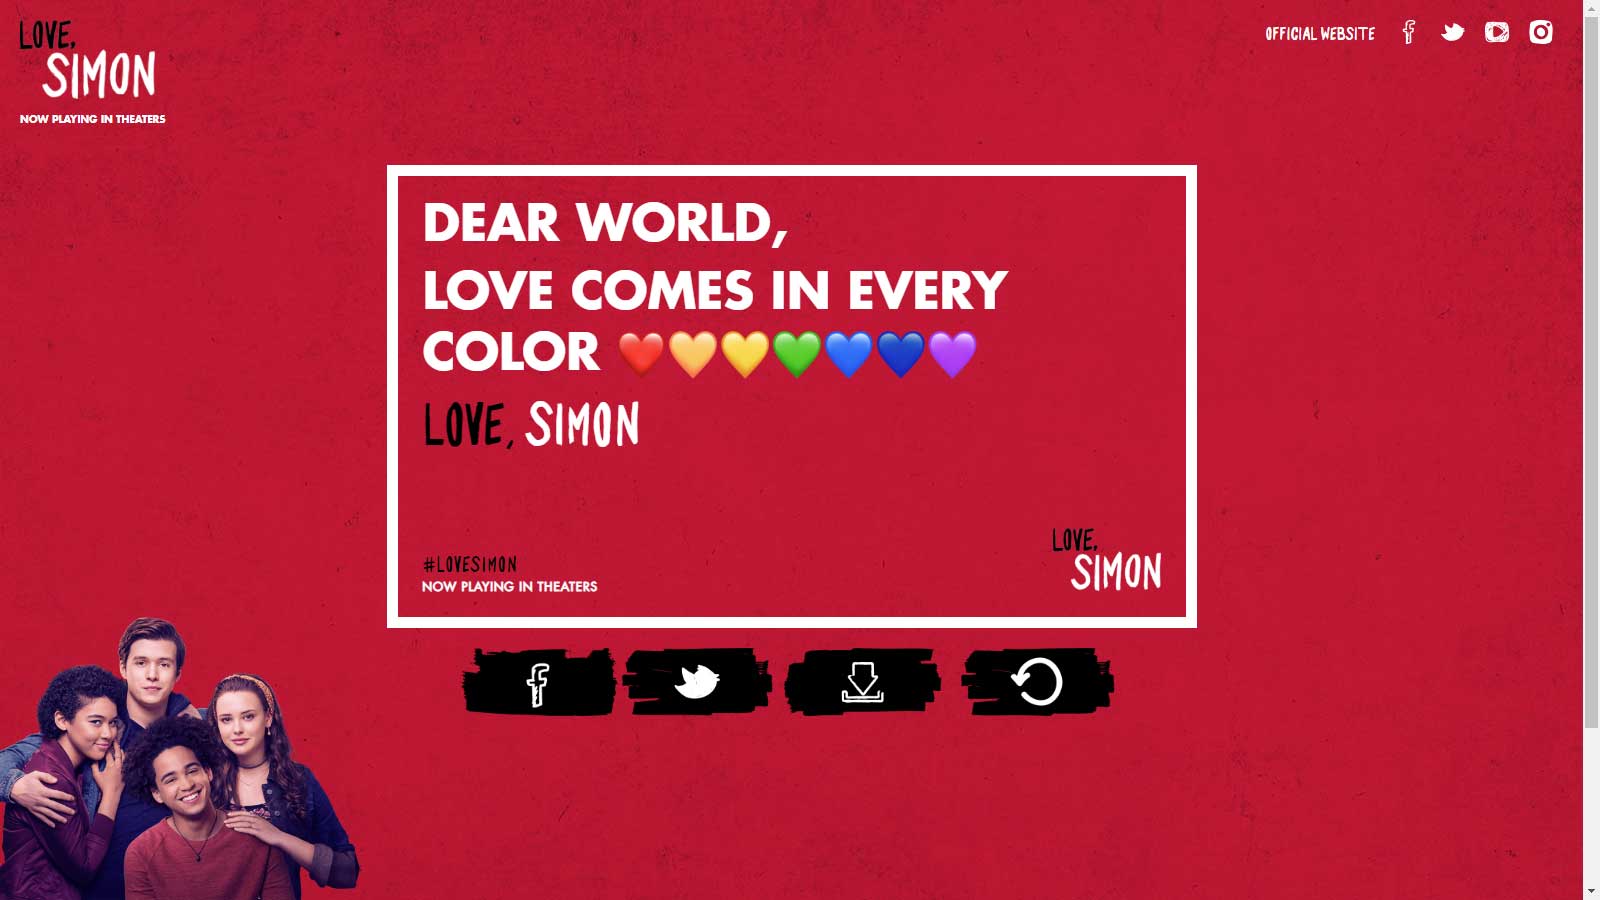 LOVE,
SIMON
NOW PLAYING IN THEATERS
OFFICIAL WEBSITE
DEAR WORLD,
LOVE COMES IN EVERY
COLOR ❤️🧡💛💚💙💙💜
LOVE, SIMON
#LOVESIMON
NOW PLAYING IN THEATERS
LOVE,
SIMON